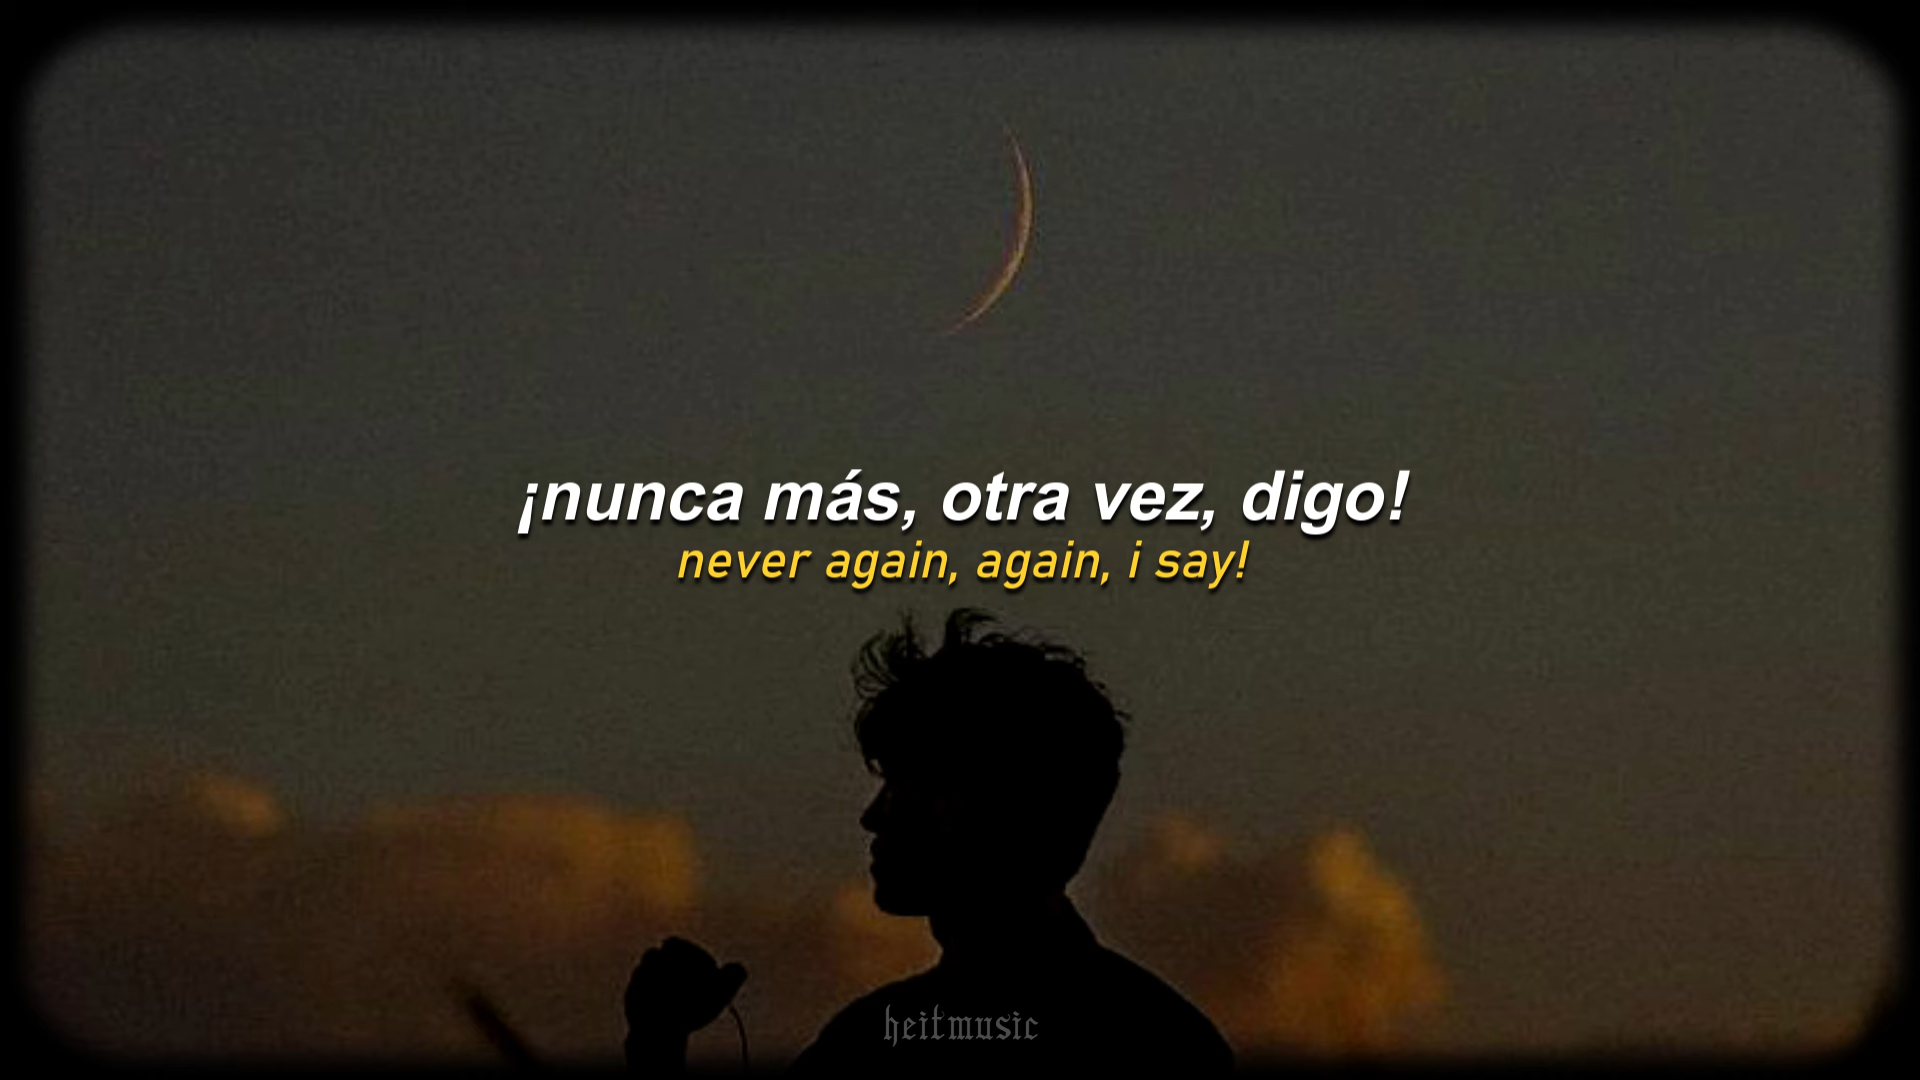 ¡nunca más, otra vez, digo!
never again, again, i say!
heitmusic